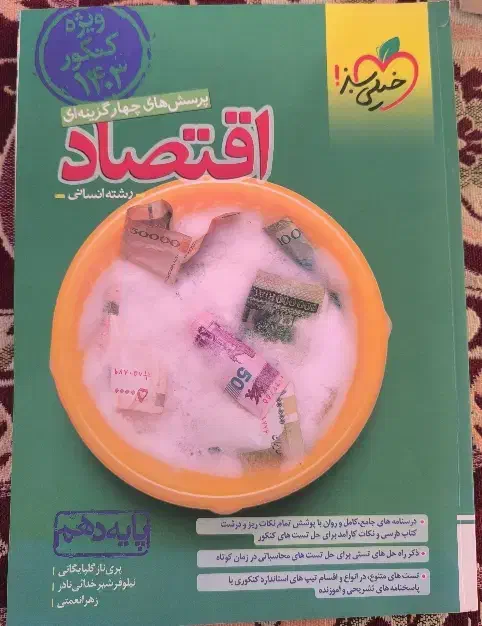 ویژه
کنکور
۱۴۰۳
خیلی سبز!
پرسش‌های چهارگزینه‌ای
اقتصاد
رشته انسانی
50000
100
50
درسنامه های جامع، کامل و روان با پوشش تمام نکات ریز و درشت
کتاب درسی و نکات کارآمد برای حل تست های کنکور
ذکر راه حل های تستی برای حل تست های محاسباتی در زمان کوتاه
تست های متنوع، در انواع و اقسام تیپ های استاندارد کنکوری با
پاسخنامه های تشریحی و آموزنده
پایه دهم
پری ناز گلپایگانی
نیلوفر شیرخدائی نادر
زهرا نعمتی